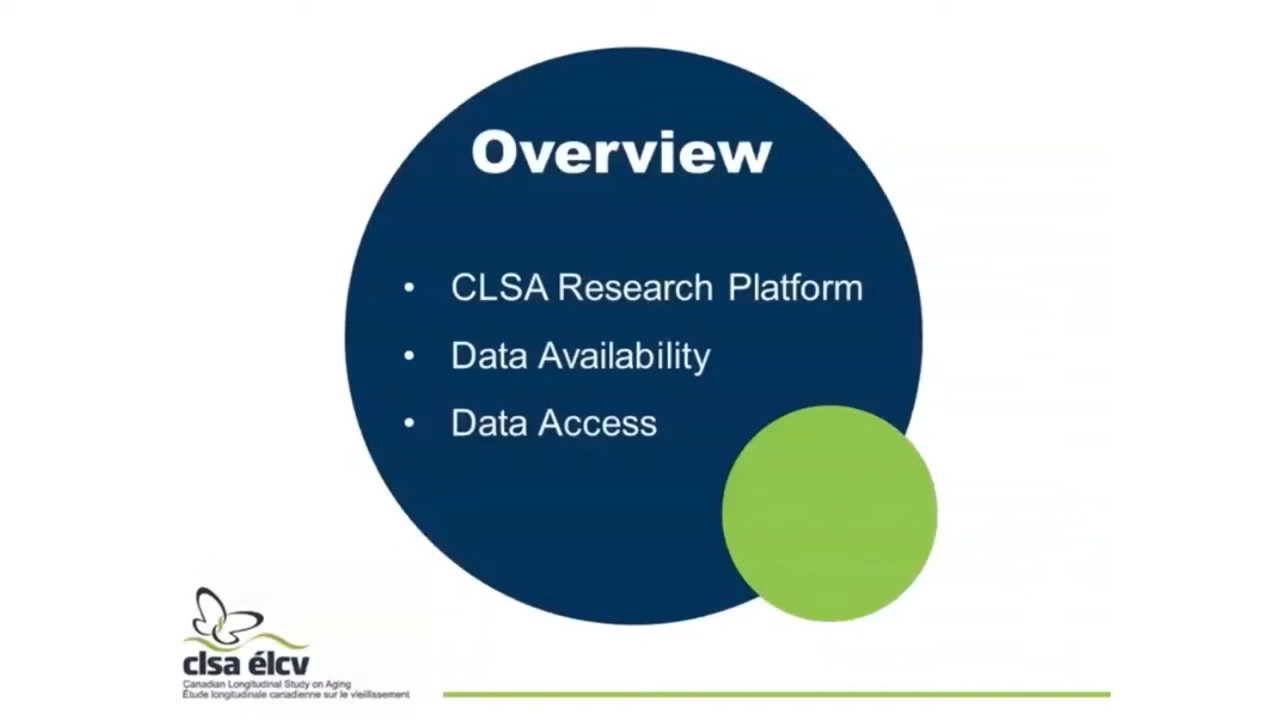 Overview
• CLSA Research Platform
• Data Availability
• Data Access
clsa élcv
Canadian Longitudinal Study on Aging
Étude longitudinale canadienne sur le vieillissement